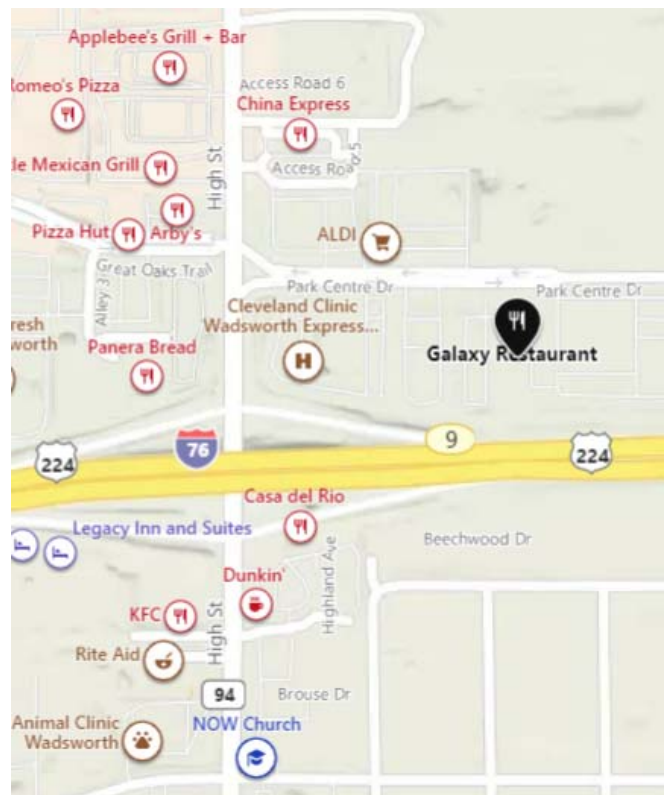 Applebee's Grill + Bar
Romeo's Pizza
Access Road 6
China Express
le Mexican Grill
High St
Access Road 5
Pizza Hut
Arby's
ALDI
Great Oaks Trail
Alley 3
Park Centre Dr
Park Centre Dr
Cleveland Clinic
Wadsworth Express...
resh
worth
Panera Bread
Galaxy Restaurant
9
76
224
224
Casa del Rio
Legacy Inn and Suites
Beechwood Dr
Highland Ave
Dunkin'
KFC
High St
Rite Aid
94
Brouse Dr
Animal Clinic
Wadsworth
NOW Church